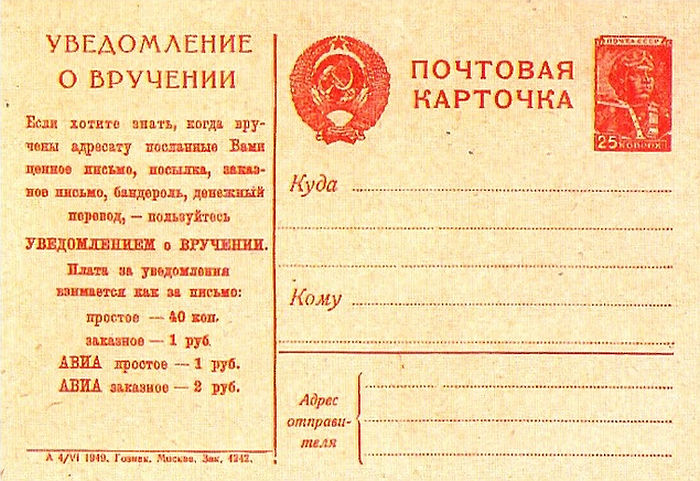 УВЕДОМЛЕНИЕ
О ВРУЧЕНИИ
Если хотите знать, когда вру-
чены адресату посланные Вами
ценное письмо, посылка, заказ-
ное письмо, бандероль, денежный
перевод, — пользуйтесь
УВЕДОМЛЕНИЕМ о ВРУЧЕНИИ.
Плата за уведомления
взимается как за письмо:
простое — 40 коп.
заказное — 1 руб.
АВИА простое — 1 руб.
АВИА заказное — 2 руб.
А 4/VI 1949. Гознак. Москва. Зак. 4242.
ПОЧТОВАЯ
КАРТОЧКА
ПОЧТА СССР
25 КОПЕЕК
Куда
Кому
Адрес
отправи-
теля